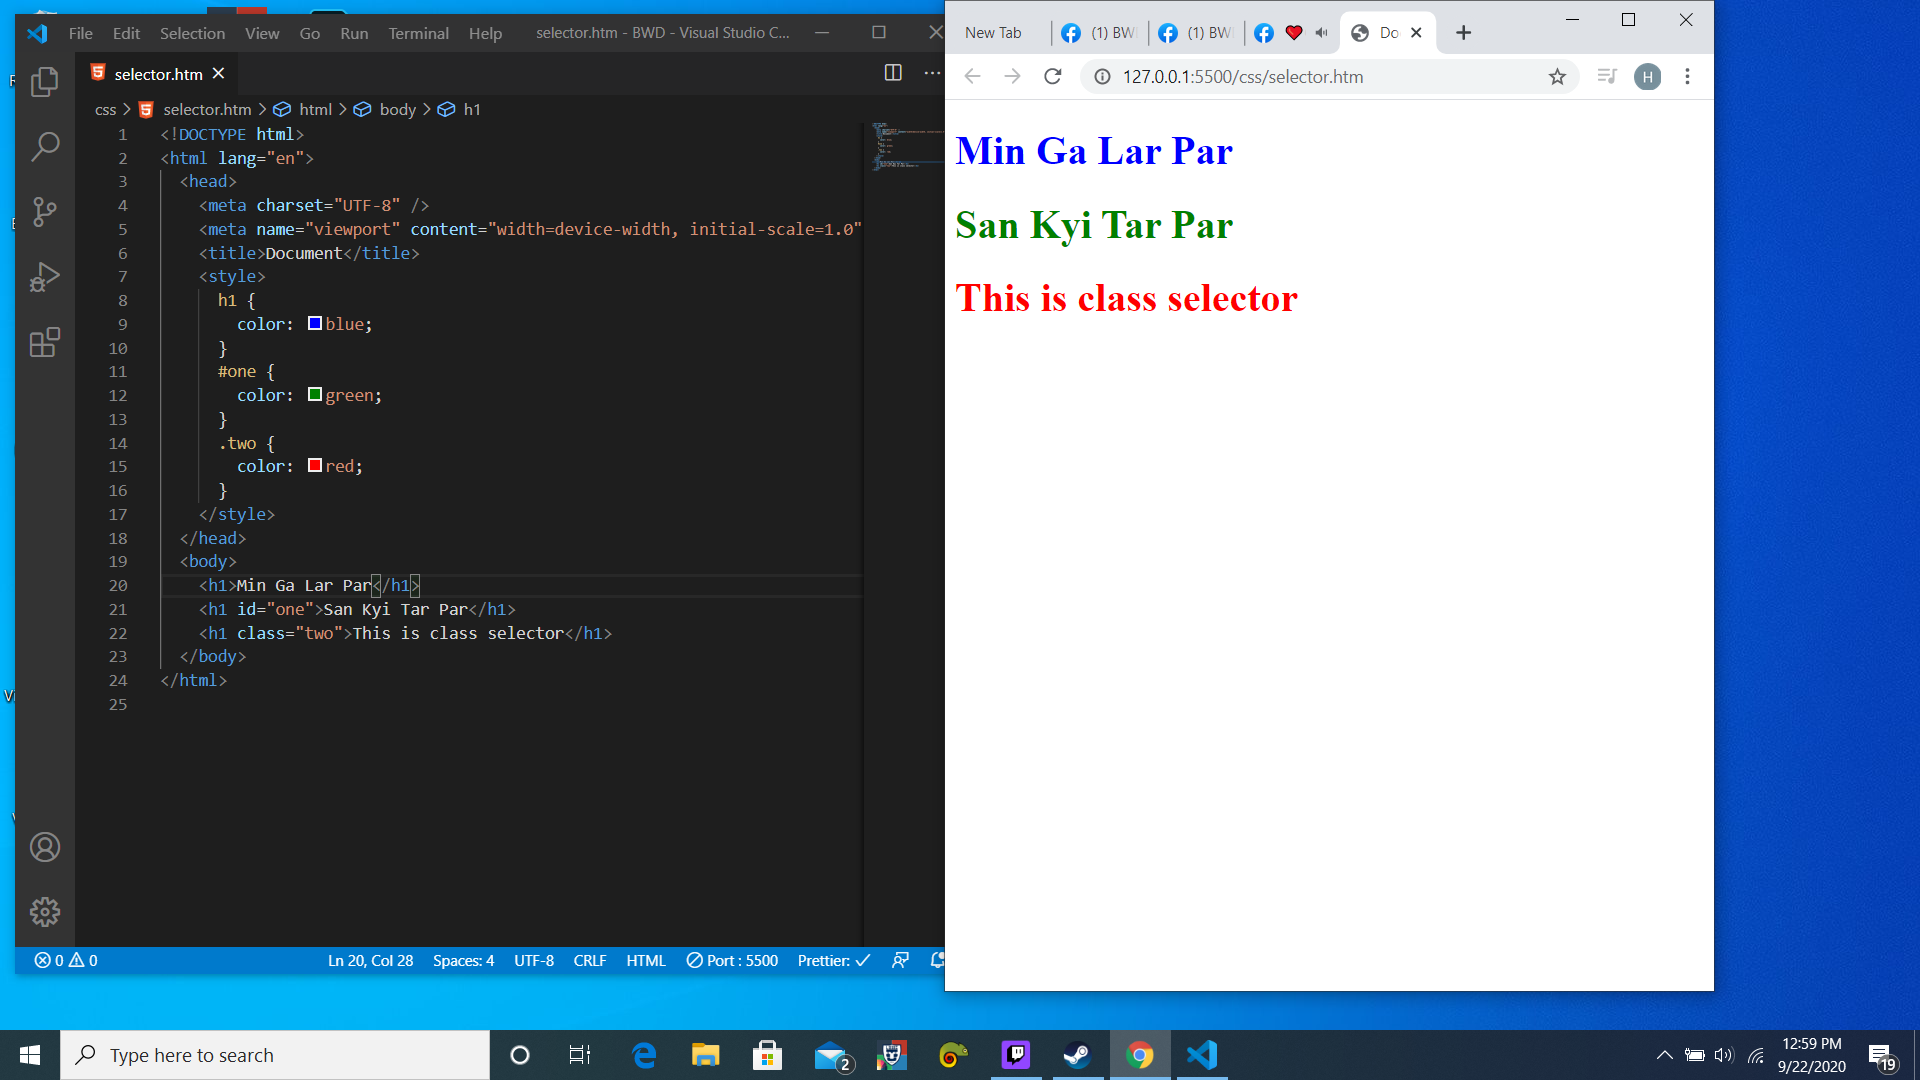 File Edit Selection View Go Run Terminal Help selector.htm - BWD - Visual Studio C...
selector.htm
css > selector.htm > html > body > h1
1 <!DOCTYPE html>
2 <html lang="en">
3 <head>
4 <meta charset="UTF-8" />
5 <meta name="viewport" content="width=device-width, initial-scale=1.0"
6 <title>Document</title>
7 <style>
8 h1 {
9 color: blue;
10 }
11 #one {
12 color: green;
13 }
14 .two {
15 color: red;
16 }
17 </style>
18 </head>
19 <body>
20 <h1>Min Ga Lar Par</h1>
21 <h1 id="one">San Kyi Tar Par</h1>
22 <h1 class="two">This is class selector</h1>
23 </body>
24 </html>
25
0 0 Ln 20, Col 28 Spaces: 4 UTF-8 CRLF HTML Port : 5500 Prettier: ✓
New Tab (1) BW (1) BW Do
127.0.0.1:5500/css/selector.htm H
Min Ga Lar Par
San Kyi Tar Par
This is class selector
Type here to search 2
12:59 PM
9/22/2020
19